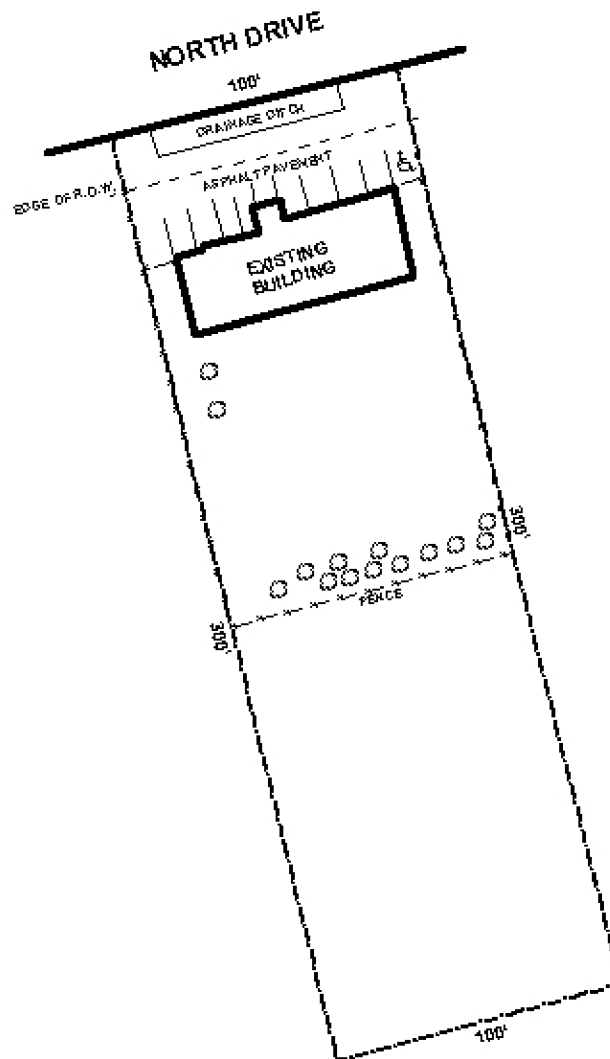 NORTH DRIVE
100'
DRAINAGE DITCH
EDGE OF R.O.W.
ASPHALT PAVEMENT
EXISTING
BUILDING
300'
FENCE
300'
100'